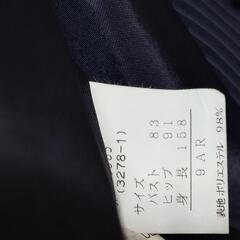 (3278-1)
サイズ
バスト 83
ヒップ 91
身長 158
9AR
表地 ポリエステル 98%